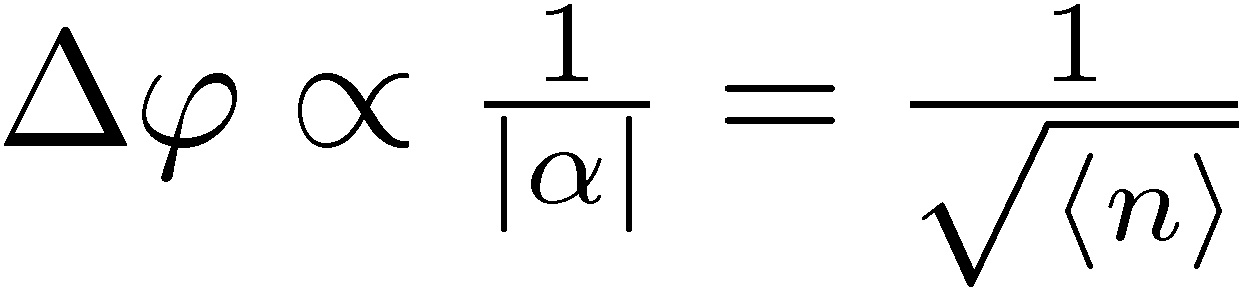 Δφ ∝ 1/|α| = 1/√⟨n⟩